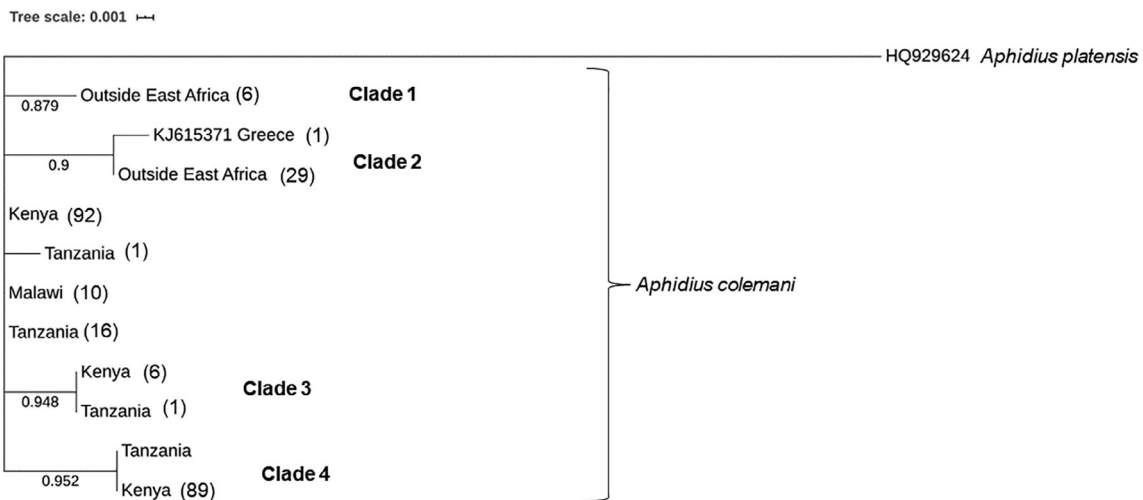 Tree scale: 0.001
HQ929624 Aphidius platensis
Outside East Africa (6) Clade 1
0.879
KJ615371 Greece (1)
0.9 Clade 2
Outside East Africa (29)
Kenya (92)
Tanzania (1)
Aphidius colemani
Malawi (10)
Tanzania (16)
Kenya (6)
0.948 Clade 3
Tanzania (1)
Tanzania
0.952 Clade 4
Kenya (89)